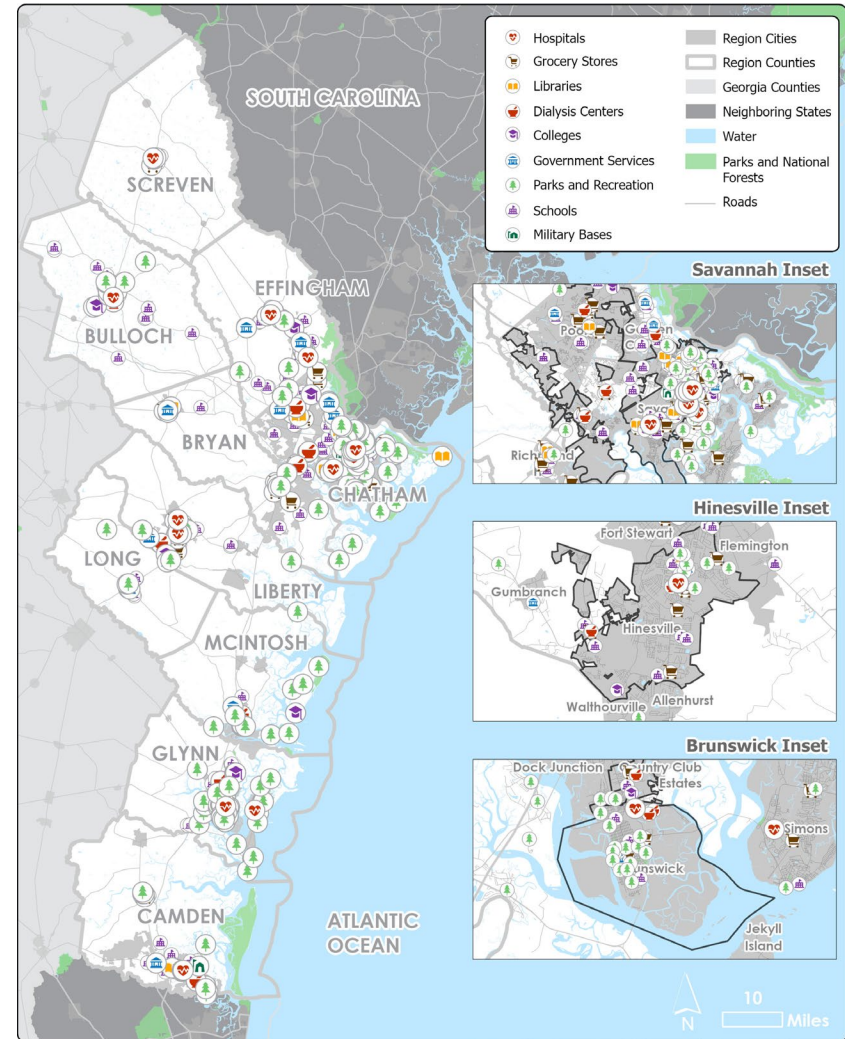 Hospitals
Grocery Stores
Libraries
Dialysis Centers
Colleges
Government Services
Parks and Recreation
Schools
Military Bases
Region Cities
Region Counties
Georgia Counties
Neighboring States
Water
Parks and National
Forests
Roads
SOUTH CAROLINA
SCREVEN
EFFINGHAM
BULLOCH
BRYAN
CHATHAM
LONG
LIBERTY
MCINTOSH
GLYNN
CAMDEN
ATLANTIC
OCEAN
Savannah Inset
Hinesville Inset
Fort Stewart
Flemington
Gumbranch
Hinesville
Walthourville
Allenhurst
Brunswick Inset
Dock Junction
Country Club
Estates
Simons
Jekyll
Island
N
10
Miles